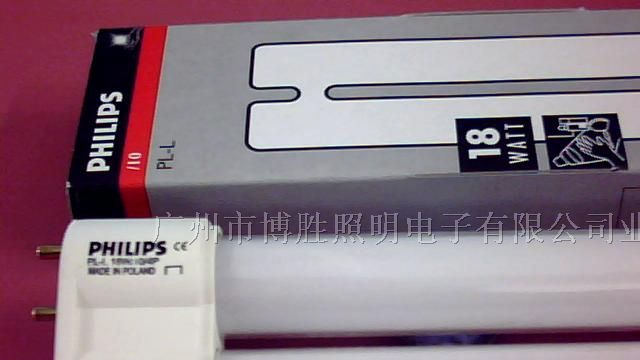 PHILIPS
/10
PL-L
18
WATT
广州市博胜照明电子有限公司业
PHILIPS CE
PL-L 18W/10/4P
MADE IN POLAND